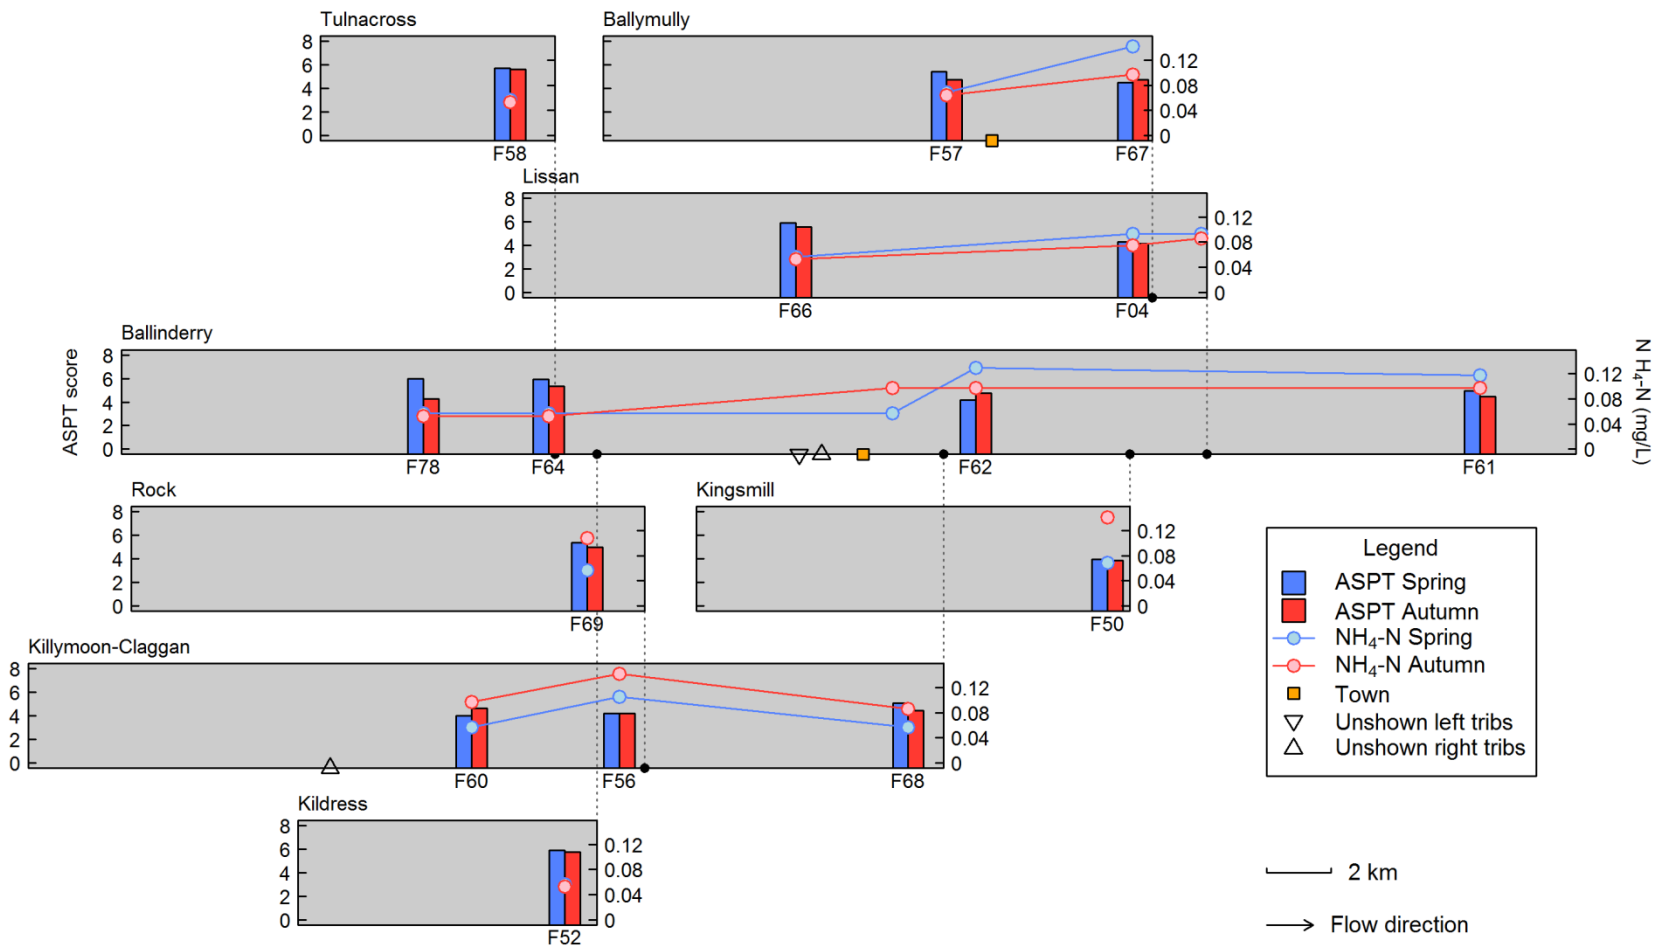 Tulnacross
8
6
4
2
0
F58
Ballymully
0.12
0.08
0.04
0
F57
F67
Lissan
8
6
4
2
0
0.12
0.08
0.04
0
F66
F04
Ballinderry
ASPT score
8
6
4
2
0
0.12
0.08
0.04
0
N H₄-N (mg/L)
F78
F64
F62
F61
Rock
8
6
4
2
0
F69
Kingsmill
0.12
0.08
0.04
0
F50
Killymoon-Claggan
8
6
4
2
0
0.12
0.08
0.04
0
F60
F56
F68
Kildress
8
6
4
2
0
0.12
0.08
0.04
0
F52
Legend
ASPT Spring
ASPT Autumn
NH₄-N Spring
NH₄-N Autumn
Town
Unshown left tribs
Unshown right tribs
2 km
Flow direction